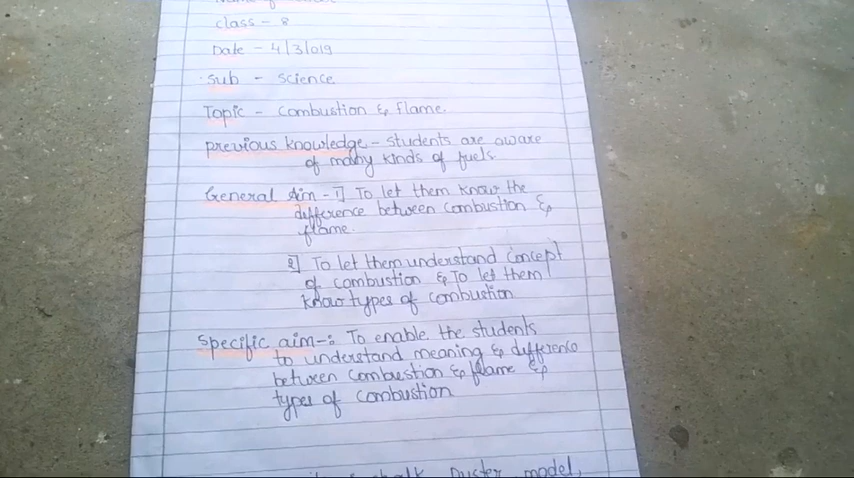 class - 8
Date - 4/3/019
Sub - science
Topic - Combustion & flame.
previous knowledge - students are aware
of many kinds of fuels.
General Aim - 1] To let them know the
difference between combustion &
flame.
2] To let them understand concept
of combustion & To let them
know types of combustion
specific aim -: To enable the students
to understand meaning & difference
between combustion & flame &
types of combustion
chalk, Duster, model,